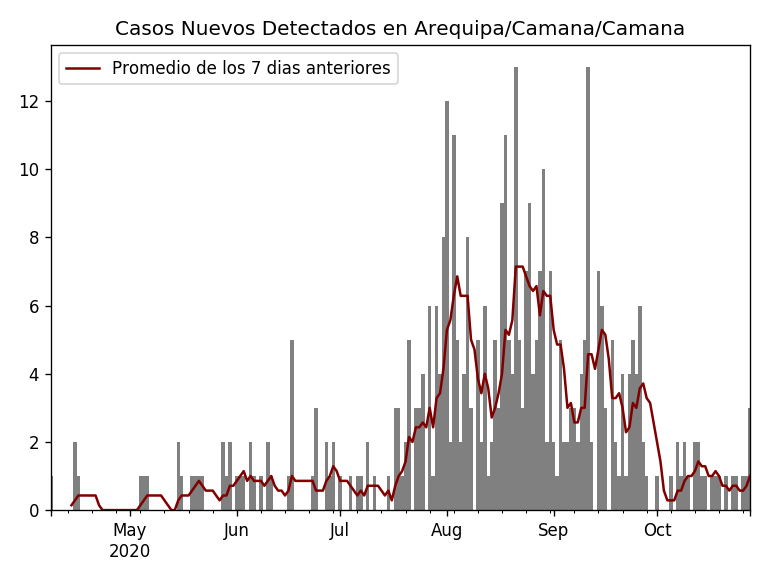 Casos Nuevos Detectados en Arequipa/Camana/Camana
Promedio de los 7 dias anteriores
12
10
8
6
4
2
0
May Jun Jul Aug Sep Oct
2020